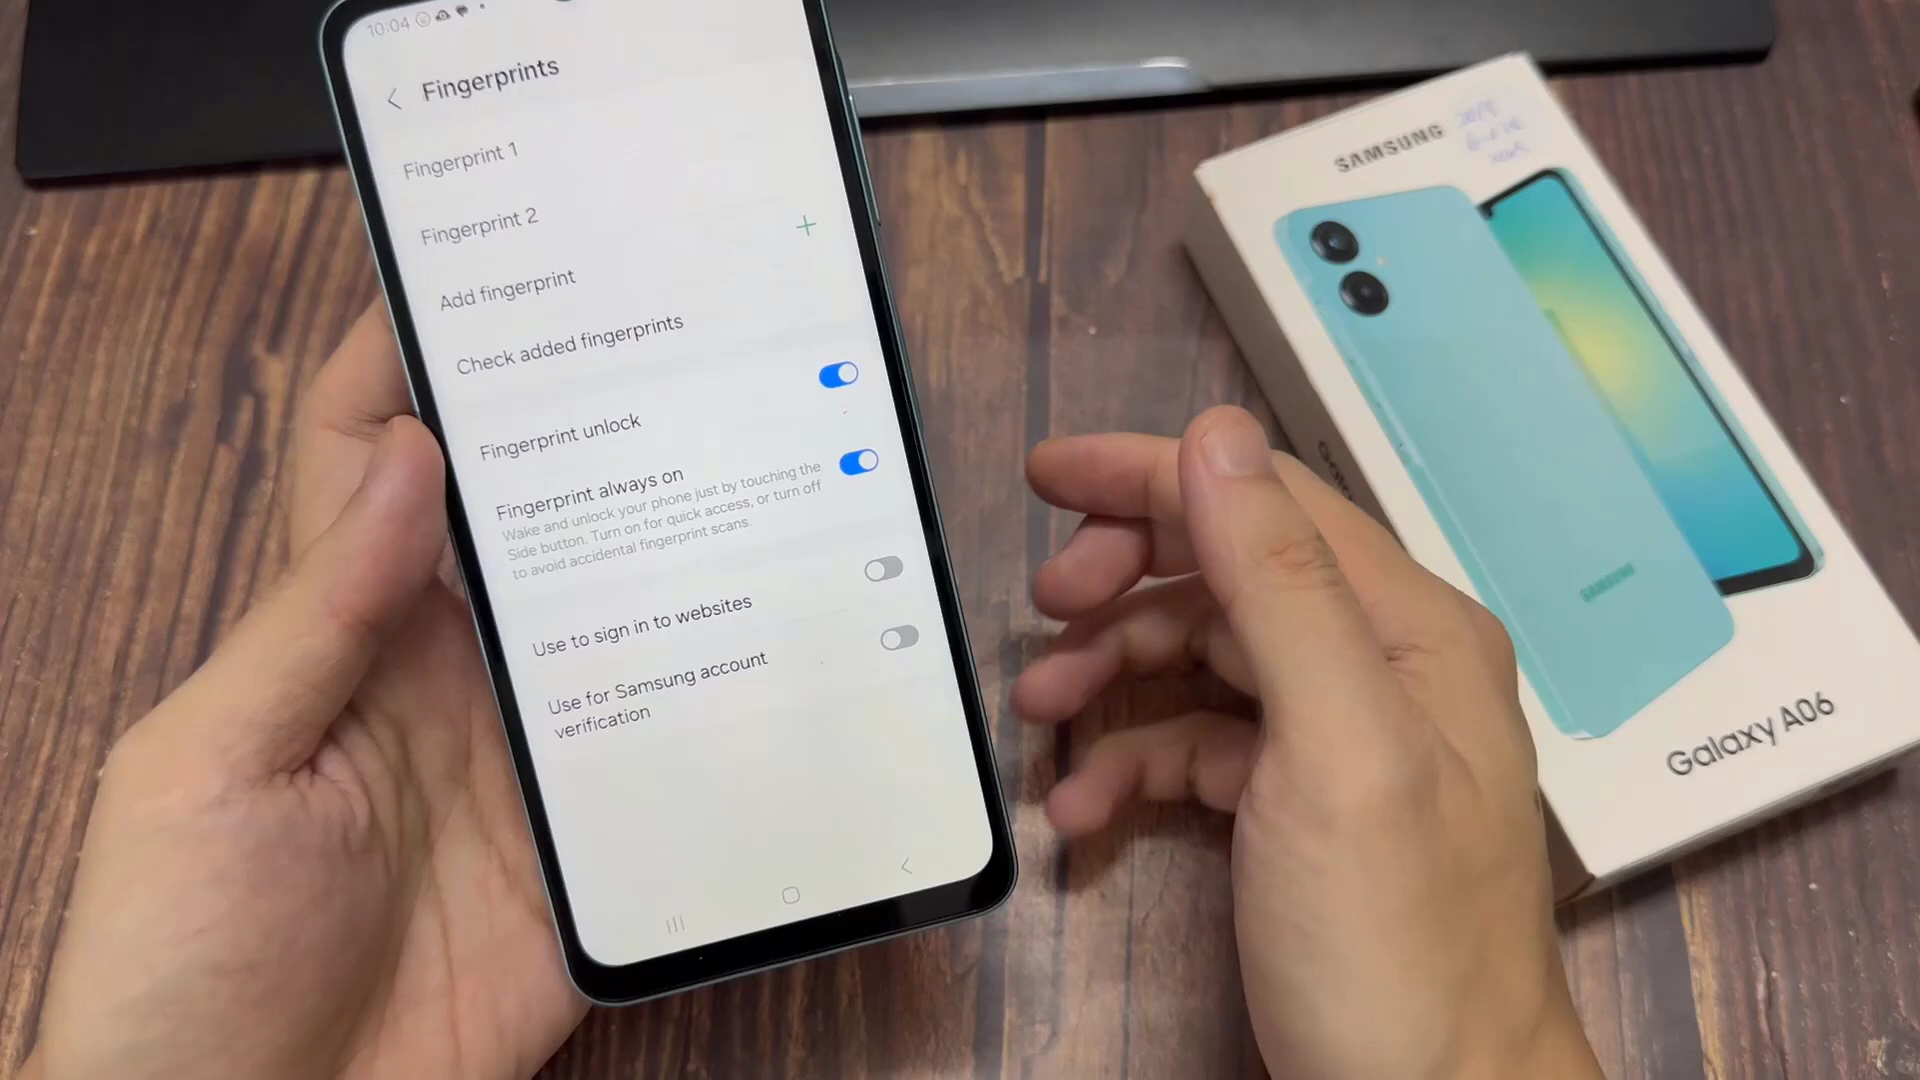 10:04
Fingerprints
Fingerprint 1
Fingerprint 2
Add fingerprint
Check added fingerprints
Fingerprint unlock
Fingerprint always on
Wake and unlock your phone just by touching the
Side button. Turn on for quick access, or turn off
to avoid accidental fingerprint scans.
Use to sign in to websites
Use for Samsung account
verification
SAMSUNG
SAMSUNG
Galaxy A06